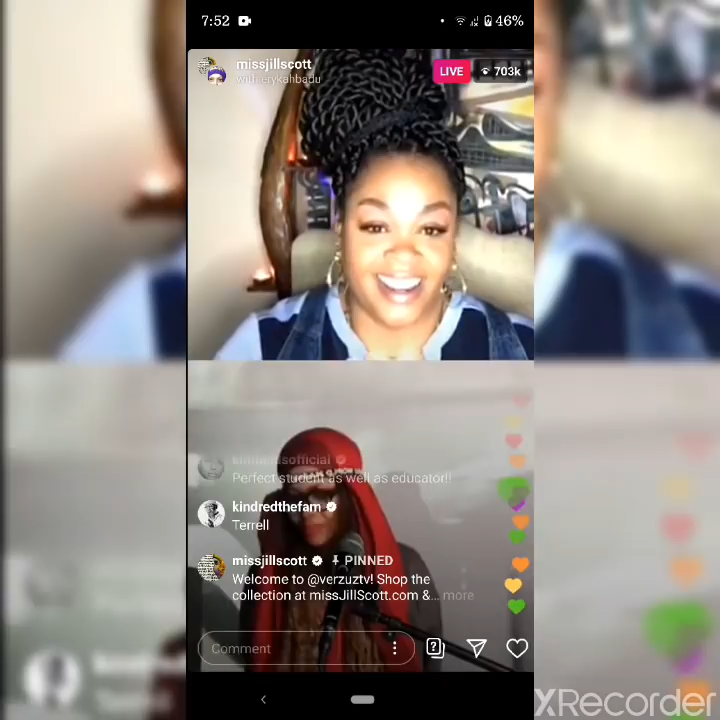 7:52
46%
missjillscott
with erykahbadu
LIVE
703k
Perfect student as well as educator!!
kindredthefam
Terrell
missjillscott PINNED
Welcome to @verzuztv! Shop the
collection at missJillScott.com &... more
Comment
XRecorder